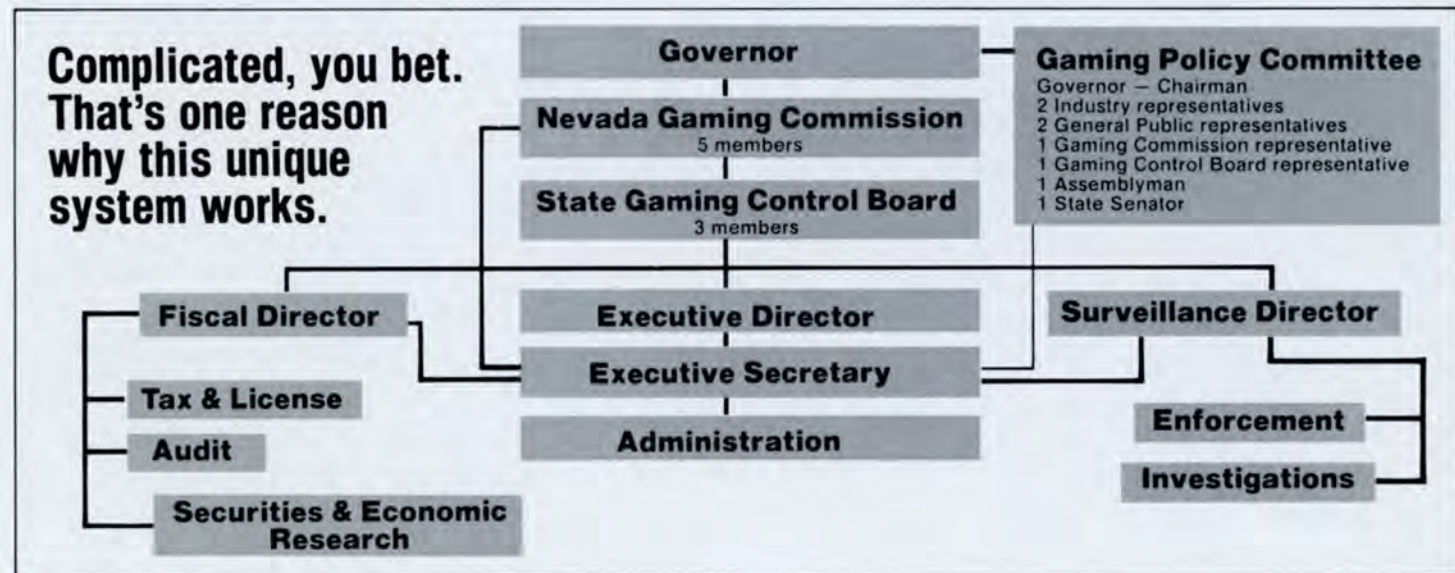 Complicated, you bet.
That's one reason
why this unique
system works.
Governor
Nevada Gaming Commission
5 members
State Gaming Control Board
3 members
Gaming Policy Committee
Governor — Chairman
2 Industry representatives
2 General Public representatives
1 Gaming Commission representative
1 Gaming Control Board representative
1 Assemblyman
1 State Senator
Fiscal Director
Executive Director
Surveillance Director
Executive Secretary
Tax & License
Audit
Securities & Economic
Research
Administration
Enforcement
Investigations